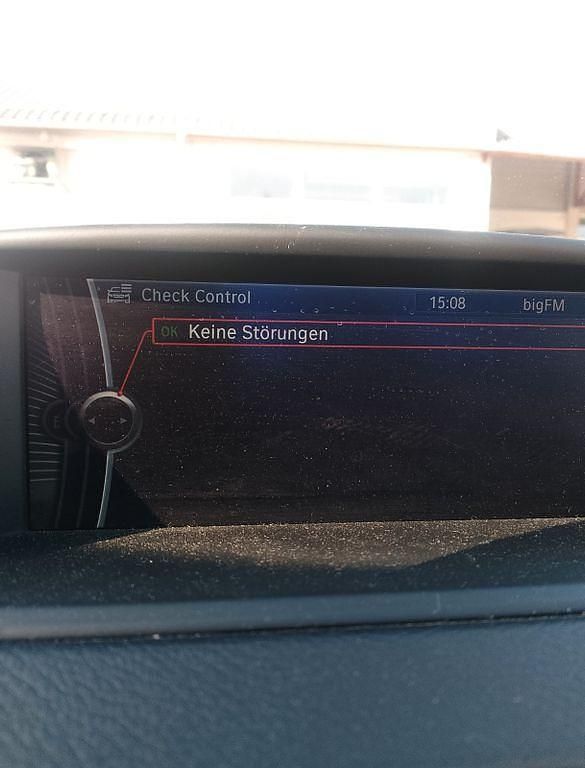 Check Control 15:08 bigFM
OK Keine Störungen